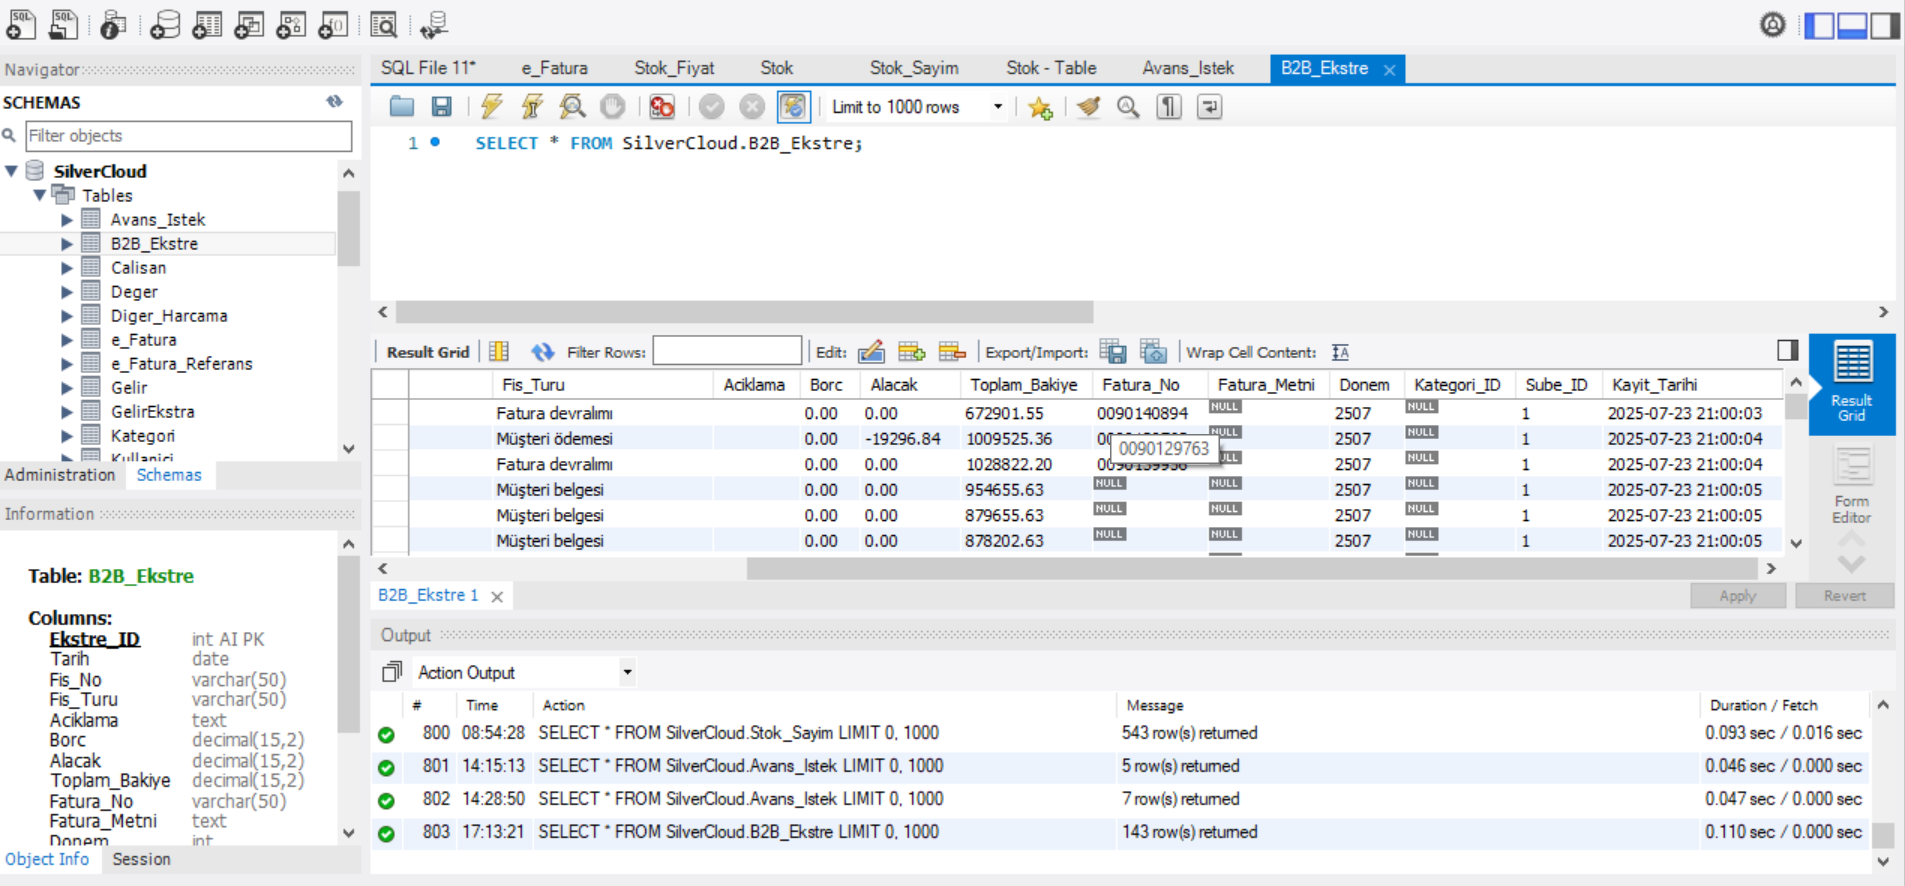 Navigator
SCHEMAS
Filter objects
SilverCloud
Tables
Avans_Istek
B2B_Ekstre
Calisan
Deger
Diger_Harcama
e_Fatura
e_Fatura_Referans
Gelir
GelirEkstra
Kategori
Kullanici
Administration Schemas
Information
Table: B2B_Ekstre
Columns:
Ekstre_ID int AI PK
Tarih date
Fis_No varchar(50)
Fis_Turu varchar(50)
Aciklama text
Borc decimal(15,2)
Alacak decimal(15,2)
Toplam_Bakiye decimal(15,2)
Fatura_No varchar(50)
Fatura_Metni text
Donem int
Object Info Session
SQL File 11* e_Fatura Stok_Fiyat Stok Stok_Sayim Stok - Table Avans_Istek B2B_Ekstre
Limit to 1000 rows
1 SELECT * FROM SilverCloud.B2B_Ekstre;
Result Grid Filter Rows: Edit: Export/Import: Wrap Cell Content:
Fis_Turu Aciklama Borc Alacak Toplam_Bakiye Fatura_No Fatura_Metni Donem Kategori_ID Sube_ID Kayit_Tarihi
Fatura devralımı 0.00 0.00 672901.55 0090140894 NULL 2507 NULL 1 2025-07-23 21:00:03
Müşteri ödemesi 0.00 -19296.84 1009525.36 NULL 2507 NULL 1 2025-07-23 21:00:04
0090129763
Fatura devralımı 0.00 0.00 1028822.20 NULL 2507 NULL 1 2025-07-23 21:00:04
Müşteri belgesi 0.00 0.00 954655.63 NULL NULL 2507 NULL 1 2025-07-23 21:00:05
Müşteri belgesi 0.00 0.00 879655.63 NULL NULL 2507 NULL 1 2025-07-23 21:00:05
Müşteri belgesi 0.00 0.00 878202.63 NULL NULL 2507 NULL 1 2025-07-23 21:00:05
Result Grid
Form Editor
B2B_Ekstre 1
Apply Revert
Output
Action Output
# Time Action Message Duration / Fetch
800 08:54:28 SELECT * FROM SilverCloud.Stok_Sayim LIMIT 0, 1000 543 row(s) returned 0.093 sec / 0.016 sec
801 14:15:13 SELECT * FROM SilverCloud.Avans_Istek LIMIT 0, 1000 5 row(s) returned 0.046 sec / 0.000 sec
802 14:28:50 SELECT * FROM SilverCloud.Avans_Istek LIMIT 0, 1000 7 row(s) returned 0.047 sec / 0.000 sec
803 17:13:21 SELECT * FROM SilverCloud.B2B_Ekstre LIMIT 0, 1000 143 row(s) returned 0.110 sec / 0.000 sec